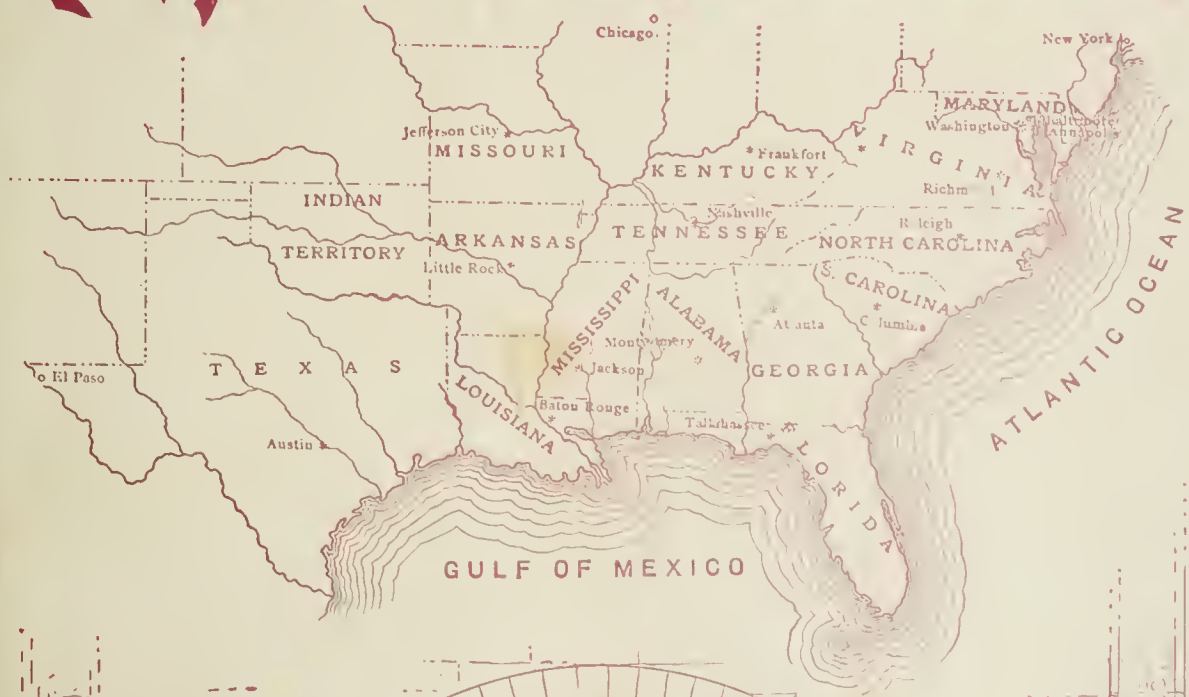 Chicago.
New York
MARYLAND
Washington
Jefferson City
MISSOURI
Frankfort
KENTUCKY
VIRGINIA
INDIAN
TERRITORY
ARKANSAS
Little Rock
Nashville
TENNESSEE
NORTH CAROLINA
S. CAROLINA
MISSISSIPPI
ALABAMA
GEORGIA
TEXAS
El Paso
Austin
LOUISIANA
Baton Rouge
Jackson
FLORIDA
GULF OF MEXICO
ATLANTIC OCEAN